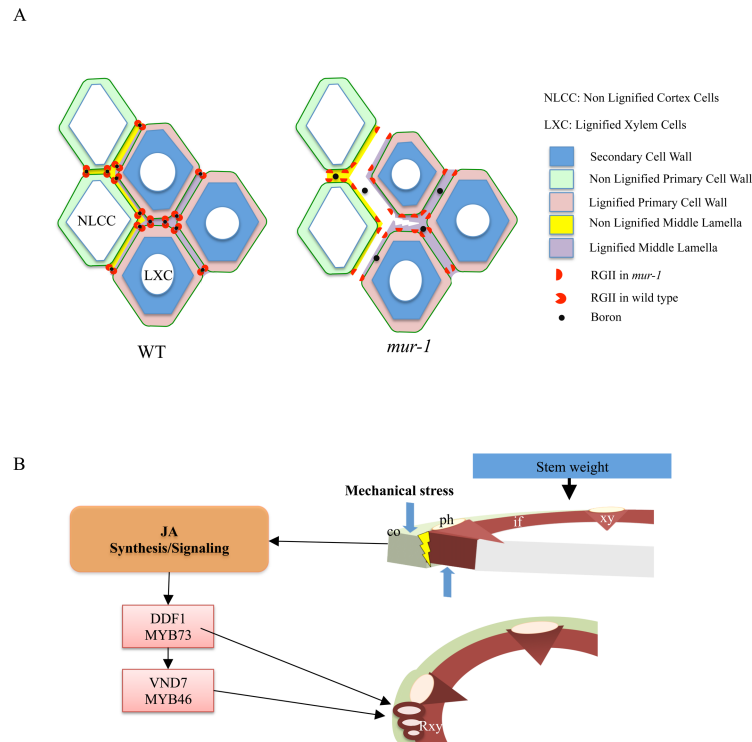 A
NLCC: Non Lignified Cortex Cells
LXC: Lignified Xylem Cells
Secondary Cell Wall
Non Lignified Primary Cell Wall
Lignified Primary Cell Wall
Non Lignified Middle Lamella
Lignified Middle Lamella
RGII in mur-1
RGII in wild type
Boron
NLCC
LXC
WT
mur-1
B
Stem weight
Mechanical stress
co
ph
if
xy
JA
Synthesis/Signaling
DDF1
MYB73
VND7
MYB46
Rxy